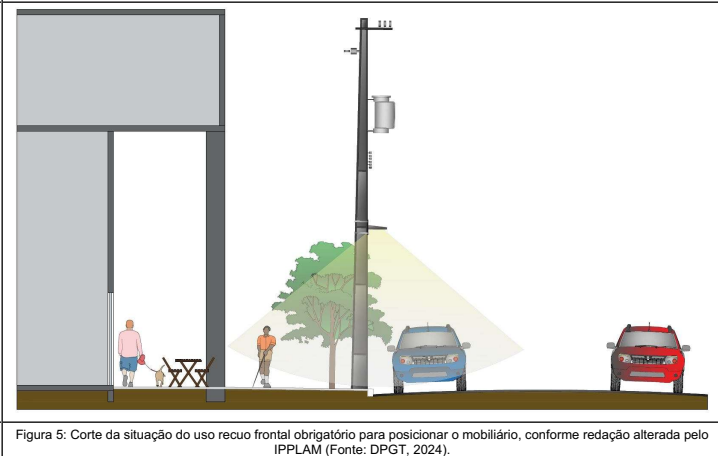 Figura 5: Corte da situação do uso recuo frontal obrigatório para posicionar o mobiliário, conforme redação alterada pelo
IPPLAM (Fonte: DPGT, 2024).